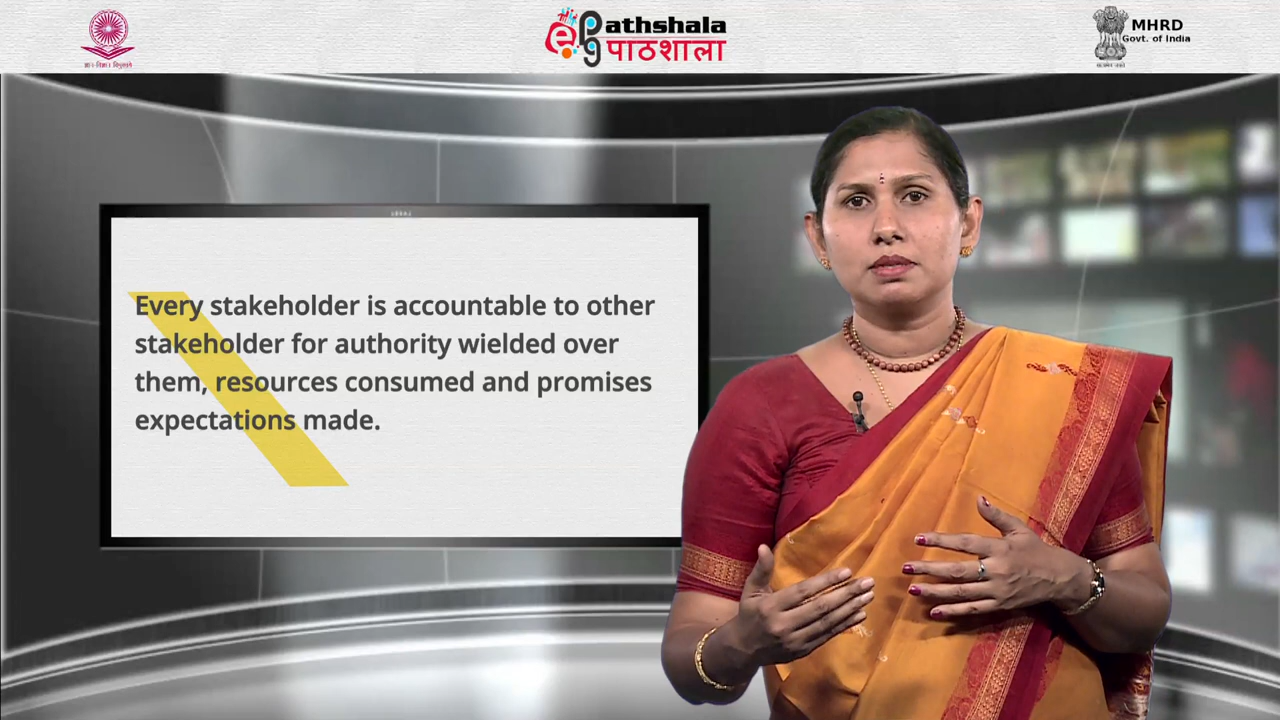 ePGathshala
पाठशाला
MHRD
Govt. of India
Every stakeholder is accountable to other
stakeholder for authority wielded over
them, resources consumed and promises
expectations made.